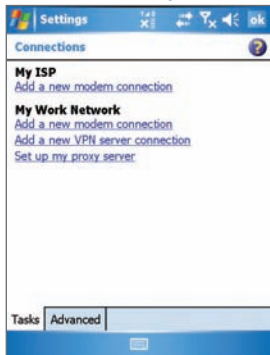 Settings
ok
Connections
My ISP
Add a new modem connection
My Work Network
Add a new modem connection
Add a new VPN server connection
Set up my proxy server
Tasks Advanced